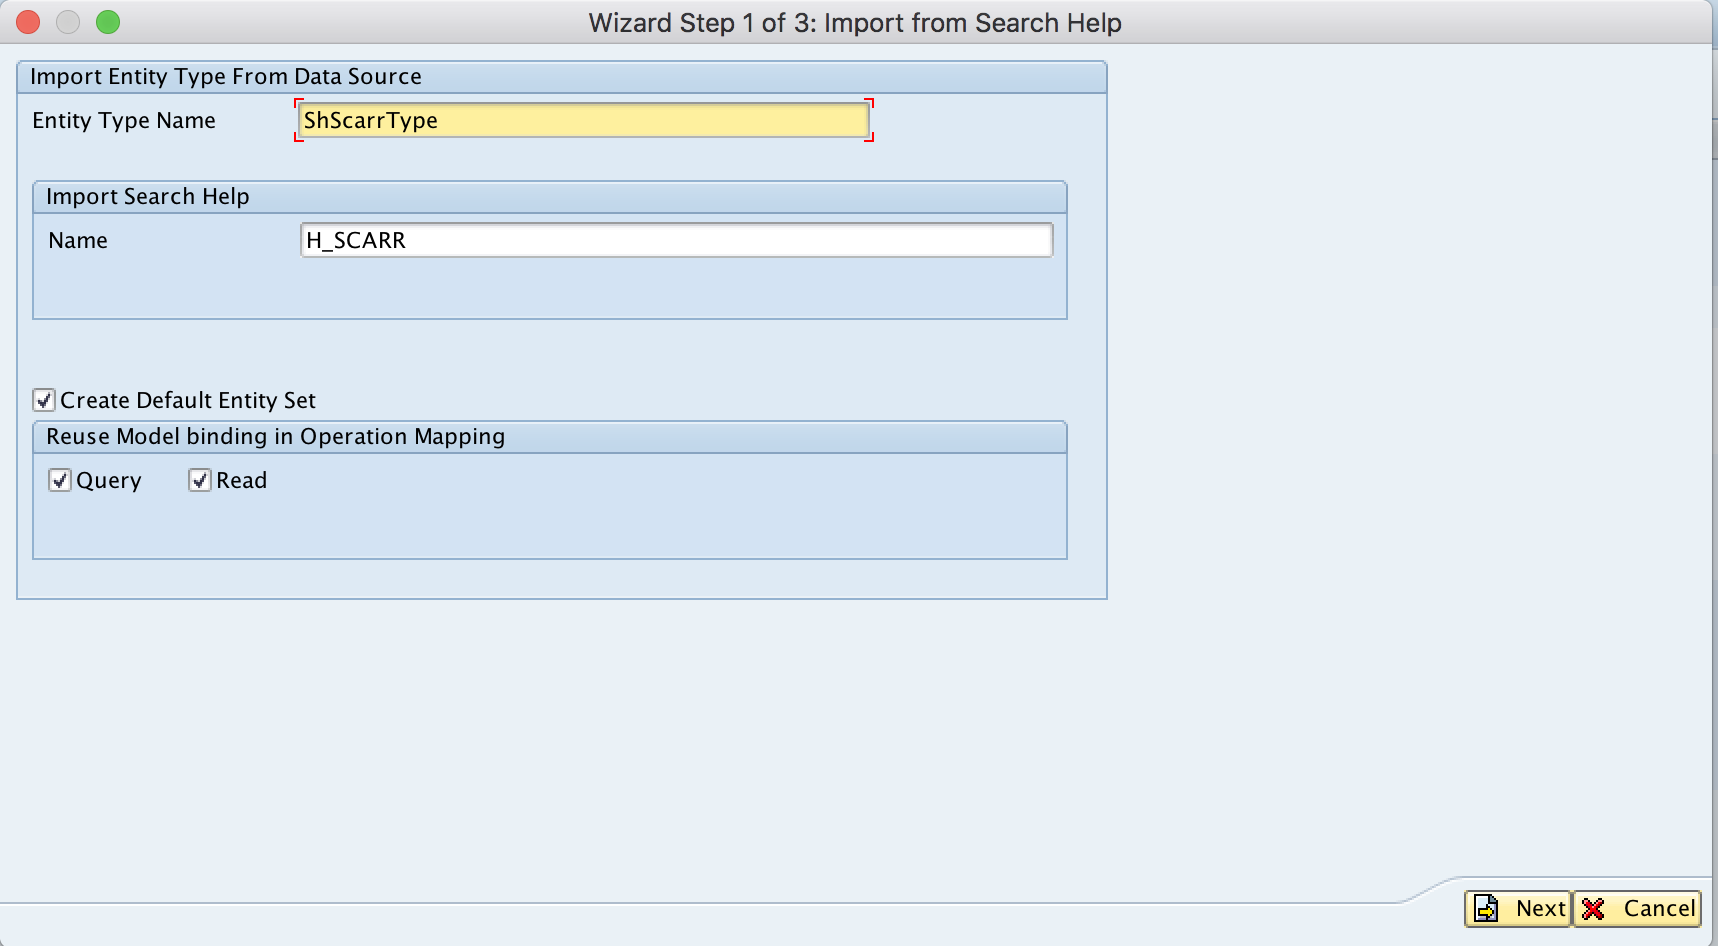 Wizard Step 1 of 3: Import from Search Help
Import Entity Type From Data Source
Entity Type Name ShScarrType
Import Search Help
Name H_SCARR
Create Default Entity Set
Reuse Model binding in Operation Mapping
Query Read
Next Cancel